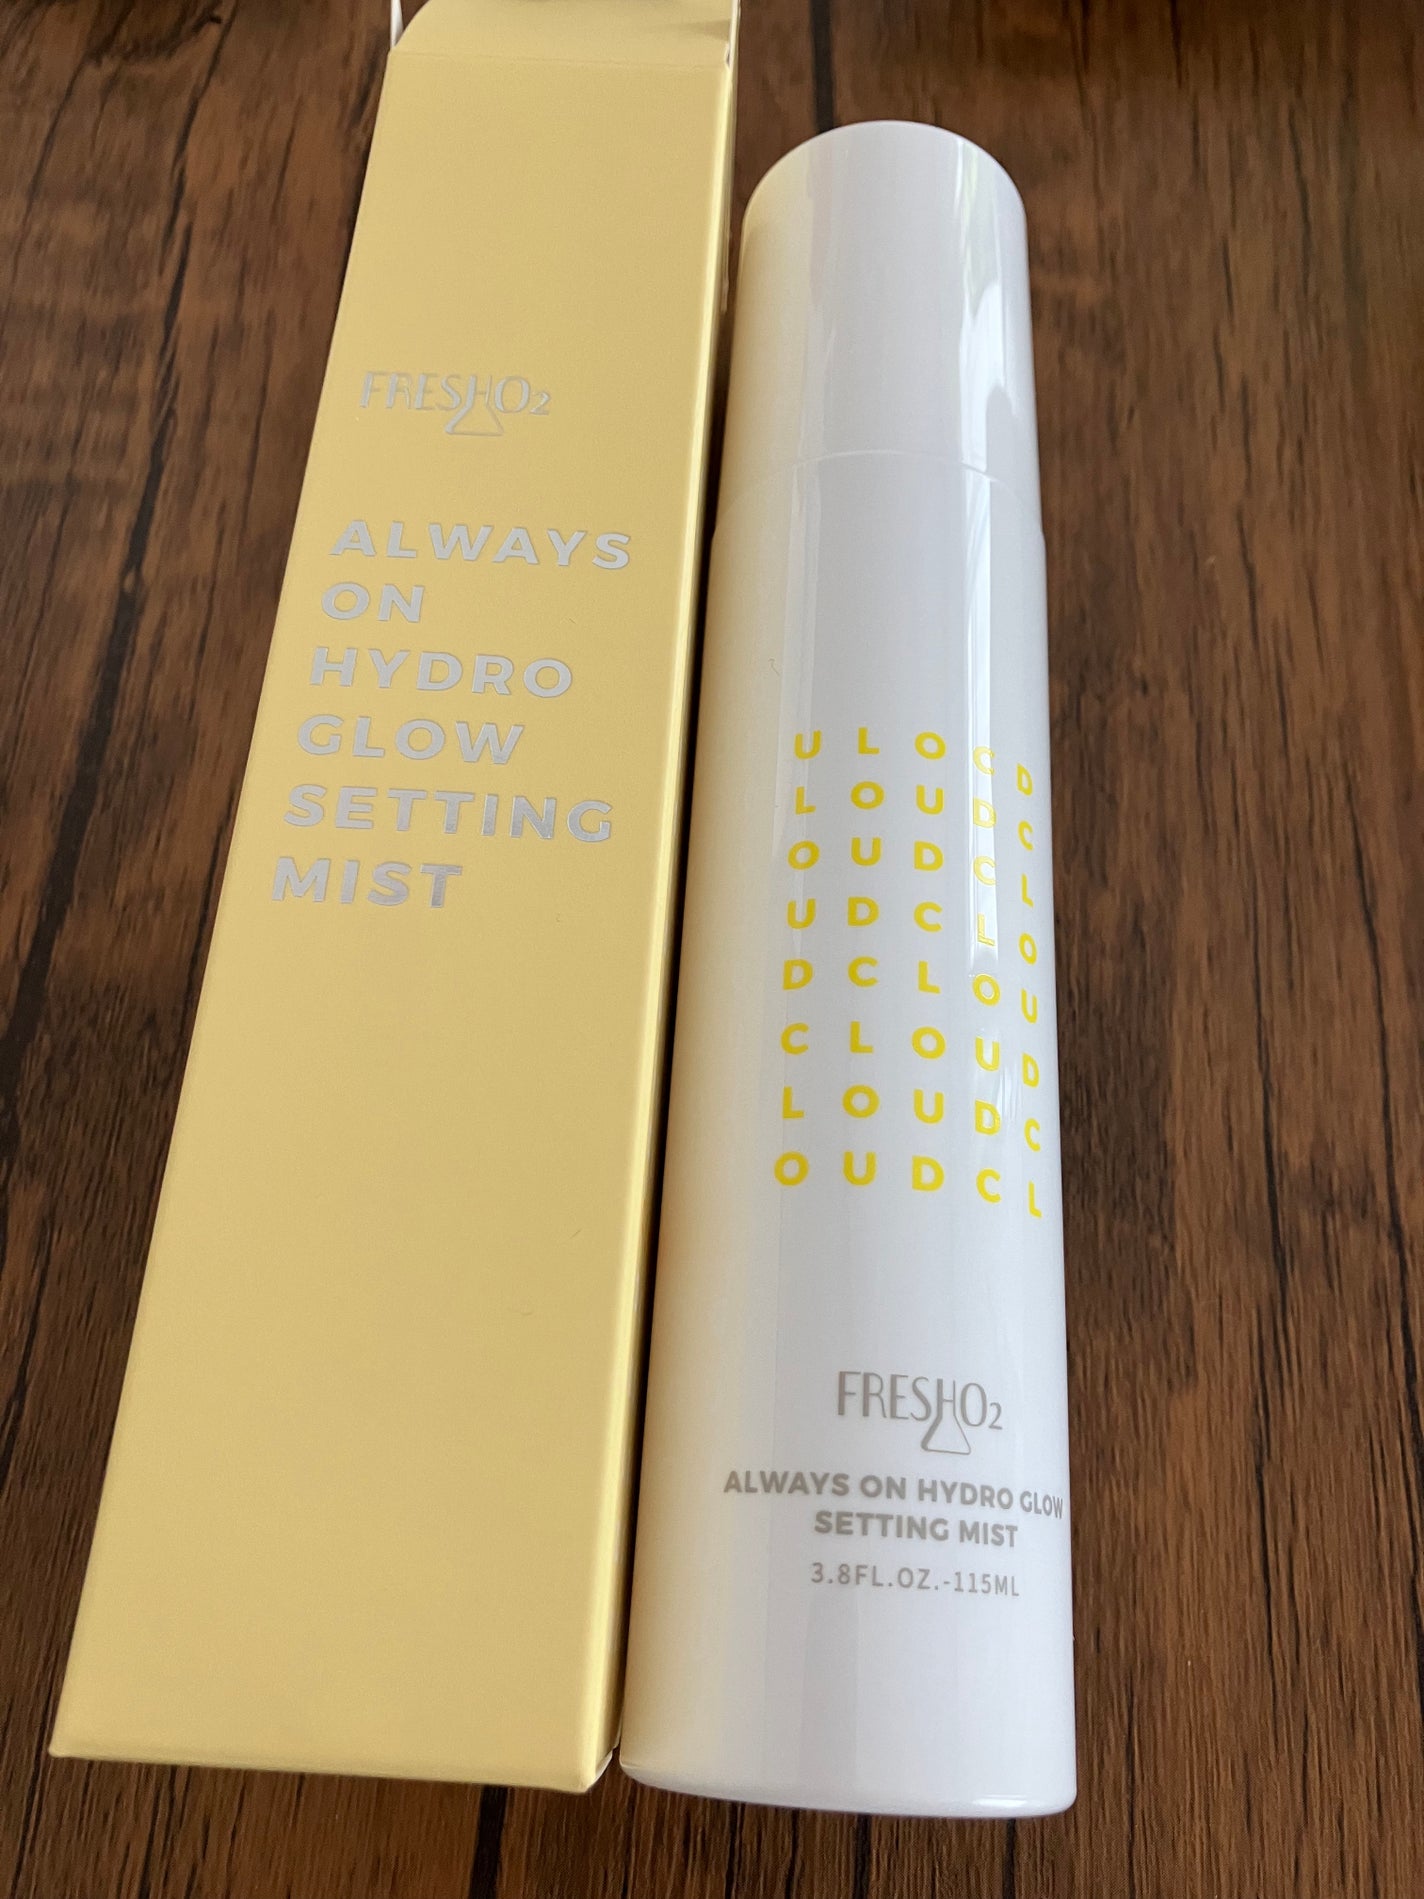 FRESHO2
ALWAYS
ON
HYDRO
GLOW
SETTING
MIST
U L O C D
L O U D C
O U D C L
U D C L O
D C L O U
C L O U D
L O U D C
O U D C L
FRESHO2
ALWAYS ON HYDRO GLOW
SETTING MIST
3.8FL.OZ.-115ML